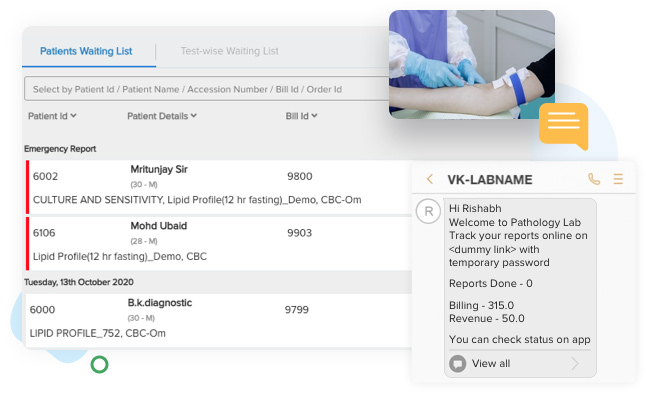 Patients Waiting List
Test-wise Waiting List
Select by Patient Id / Patient Name / Accession Number / Bill Id / Order Id
Patient Id
Patient Details
Bill Id
Emergency Report
6002
Mritunjay Sir
9800
(30 - M)
CULTURE AND SENSITIVITY, Lipid Profile(12 hr fasting)_Demo, CBC-Om
6106
Mohd Ubaid
9903
(28 - M)
Lipid Profile(12 hr fasting)_Demo, CBC
Tuesday, 13th October 2020
6000
B.k.diagnostic
9799
(30 - M)
LIPID PROFILE_752, CBC-Om
VK-LABNAME
R
Hi Rishabh
Welcome to Pathology Lab
Track your reports online on
<dummy link> with
temporary password
Reports Done - 0
Billing - 315.0
Revenue - 50.0
You can check status on app
View all